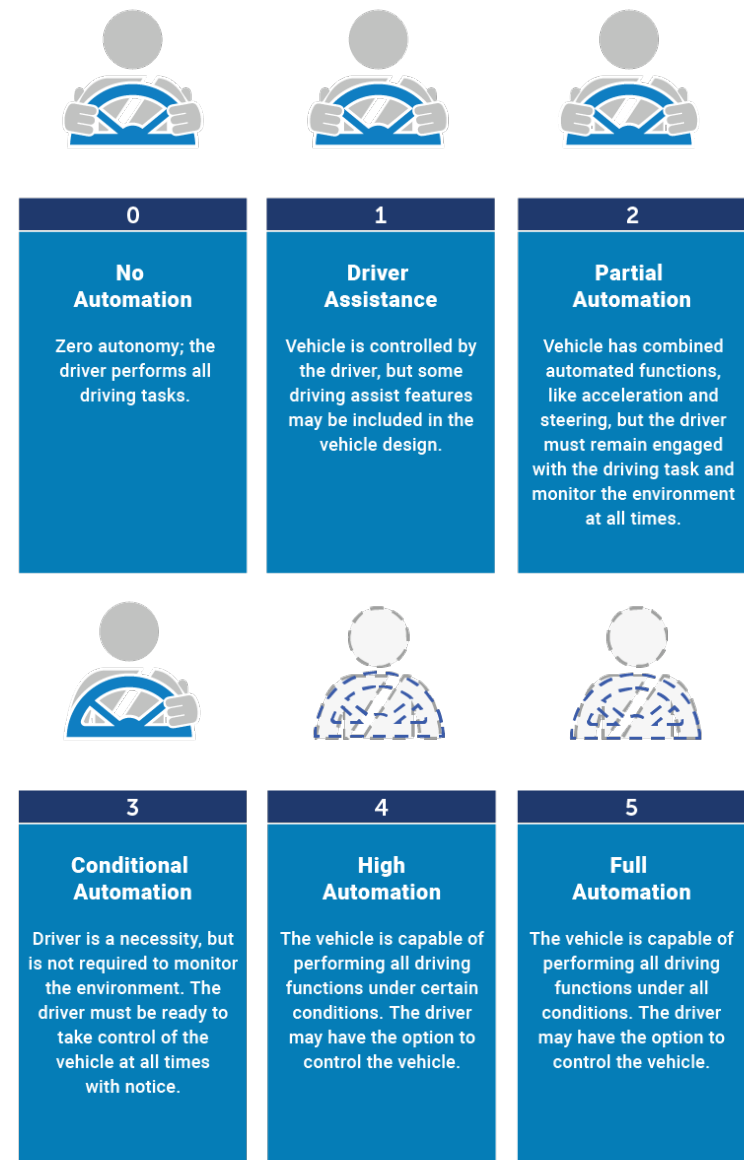 0
No
Automation
Zero autonomy; the
driver performs all
driving tasks.
1
Driver
Assistance
Vehicle is controlled by
the driver, but some
driving assist features
may be included in the
vehicle design.
2
Partial
Automation
Vehicle has combined
automated functions,
like acceleration and
steering, but the driver
must remain engaged
with the driving task and
monitor the environment
at all times.
3
Conditional
Automation
Driver is a necessity, but
is not required to monitor
the environment. The
driver must be ready to
take control of the
vehicle at all times
with notice.
4
High
Automation
The vehicle is capable of
performing all driving
functions under certain
conditions. The driver
may have the option to
control the vehicle.
5
Full
Automation
The vehicle is capable of
performing all driving
functions under all
conditions. The driver
may have the option to
control the vehicle.